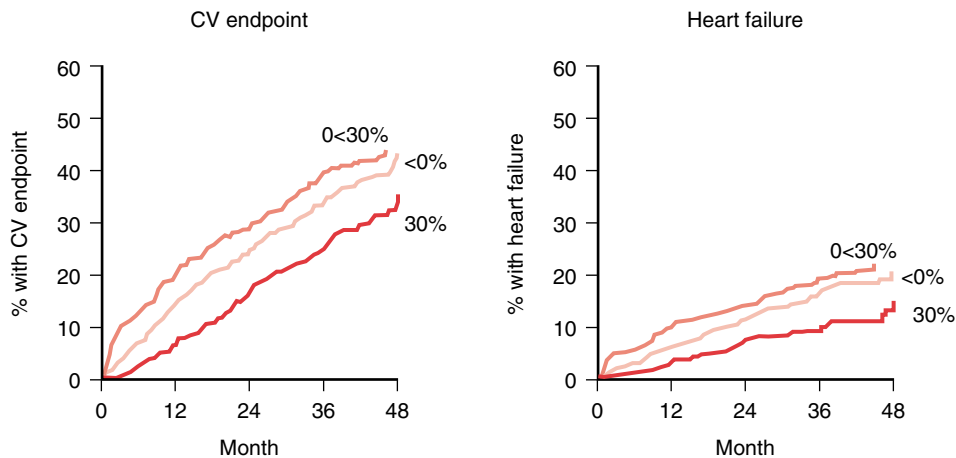 CV endpoint
60
50
40
30
20
10
0
% with CV endpoint
0<30%
<0%
30%
0 12 24 36 48
Month
Heart failure
60
50
40
30
20
10
0
% with heart failure
0<30%
<0%
30%
0 12 24 36 48
Month